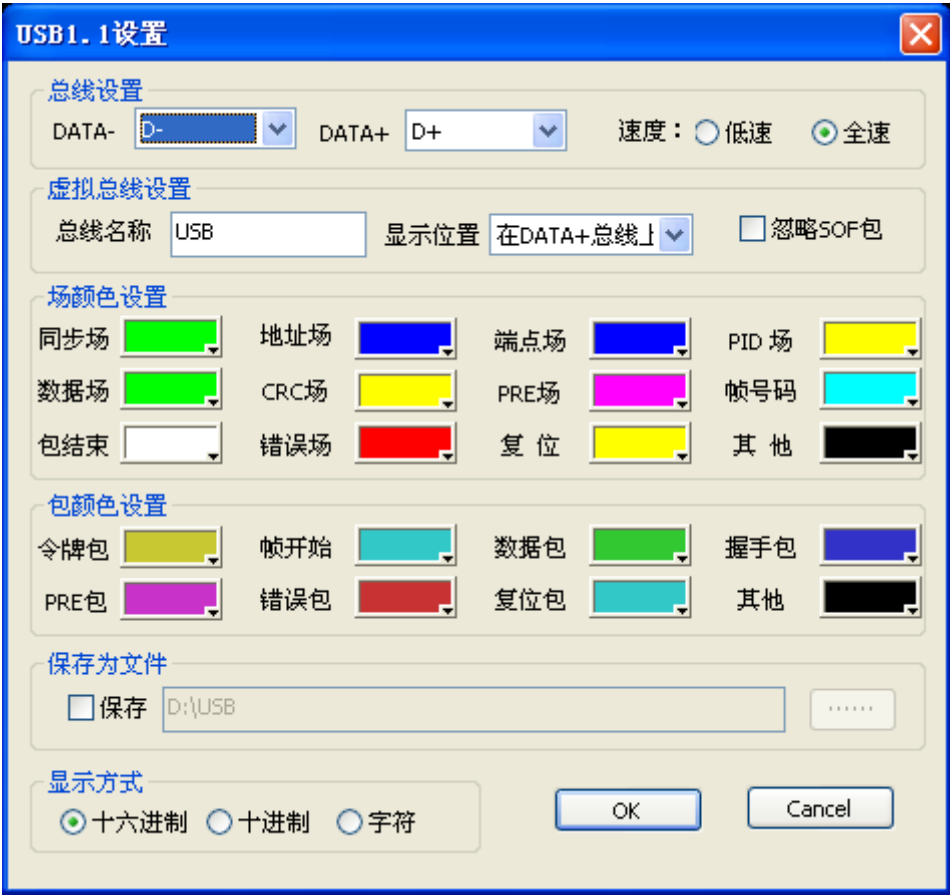 USB1.1设置
总线设置
DATA- D- DATA+ D+ 速度： 低速 全速
虚拟总线设置
总线名称 USB 显示位置 在DATA+总线上 忽略SOF包
场颜色设置
同步场 地址场 端点场 PID 场
数据场 CRC场 PRE场 帧号码
包结束 错误场 复 位 其 他
包颜色设置
令牌包 帧开始 数据包 握手包
PRE包 错误包 复位包 其他
保存为文件
保存 D:\USB ......
显示方式
十六进制 十进制 字符 OK Cancel